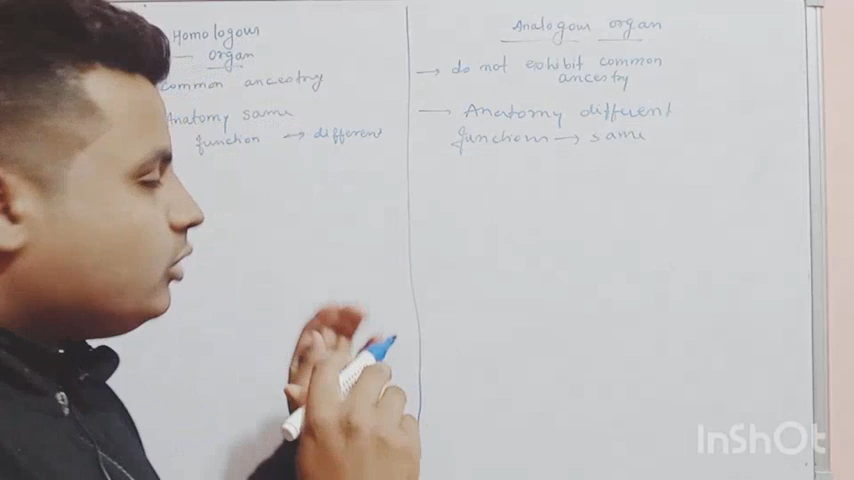 Homologous
organ
common ancestry
Anatomy same
function → different
Analogous organ
→ do not exhibit common
ancestry
— Anatomy different
functions → same
InShOt